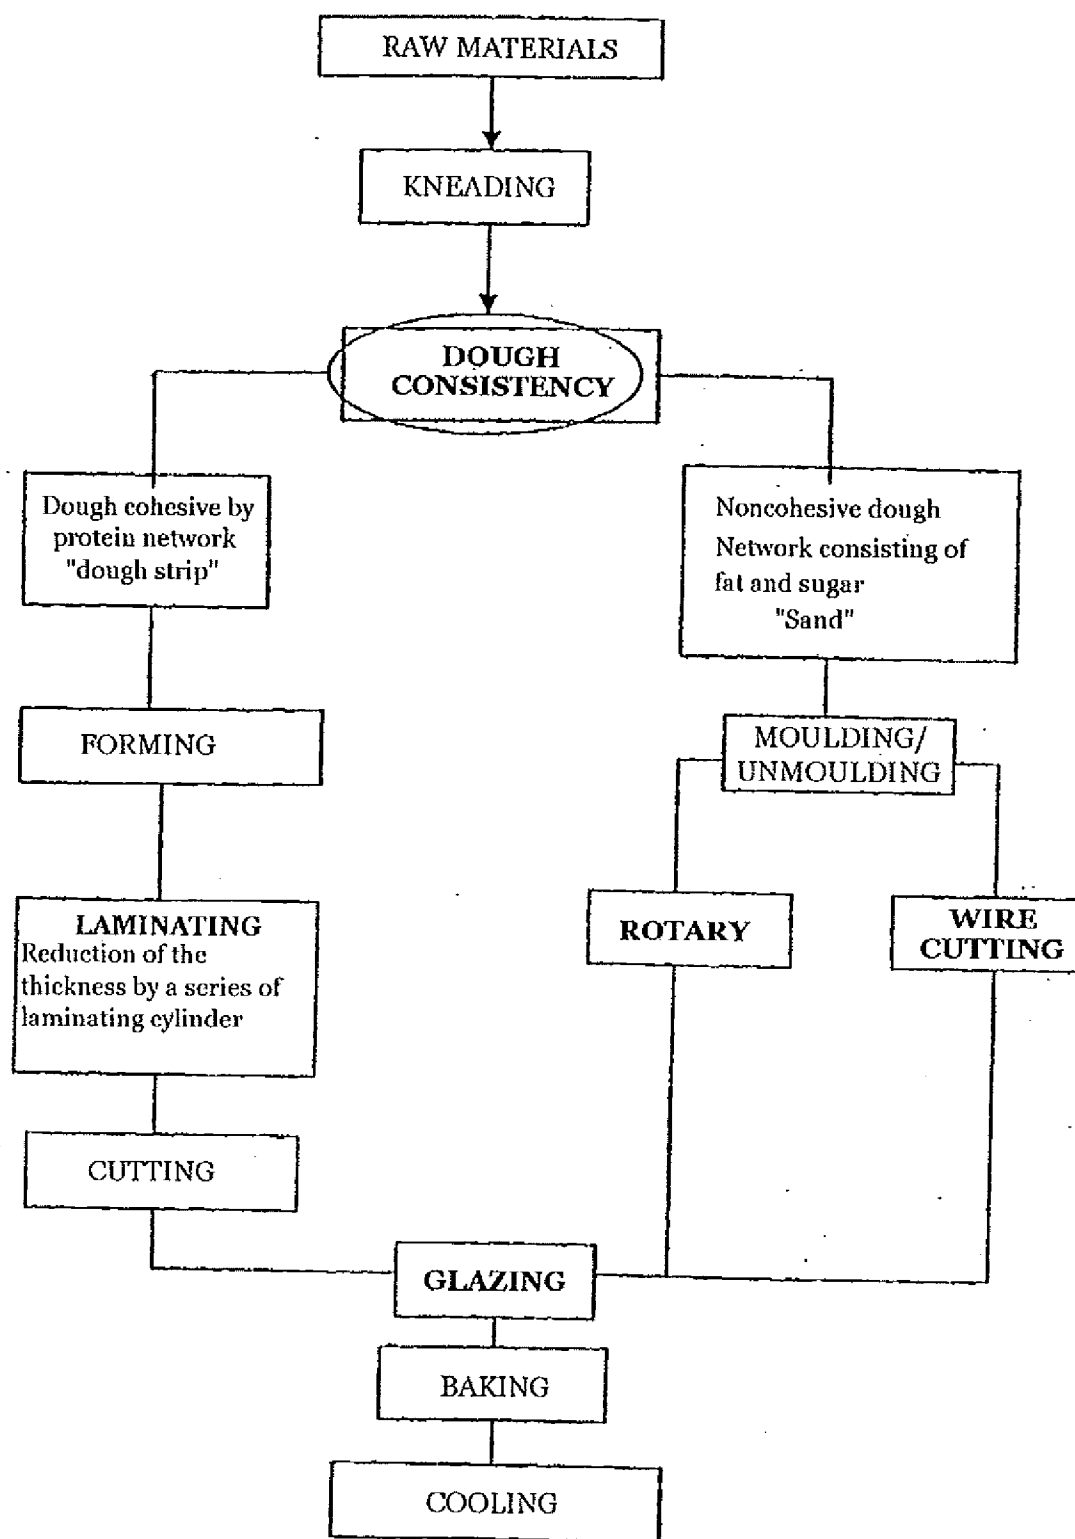 RAW MATERIALS
KNEADING
DOUGH
CONSISTENCY
Dough cohesive by
protein network
"dough strip"
Noncohesive dough
Network consisting of
fat and sugar
"Sand"
FORMING
MOULDING/
UNMOULDING
LAMINATING
Reduction of the
thickness by a series of
laminating cylinder
ROTARY
WIRE
CUTTING
CUTTING
GLAZING
BAKING
COOLING